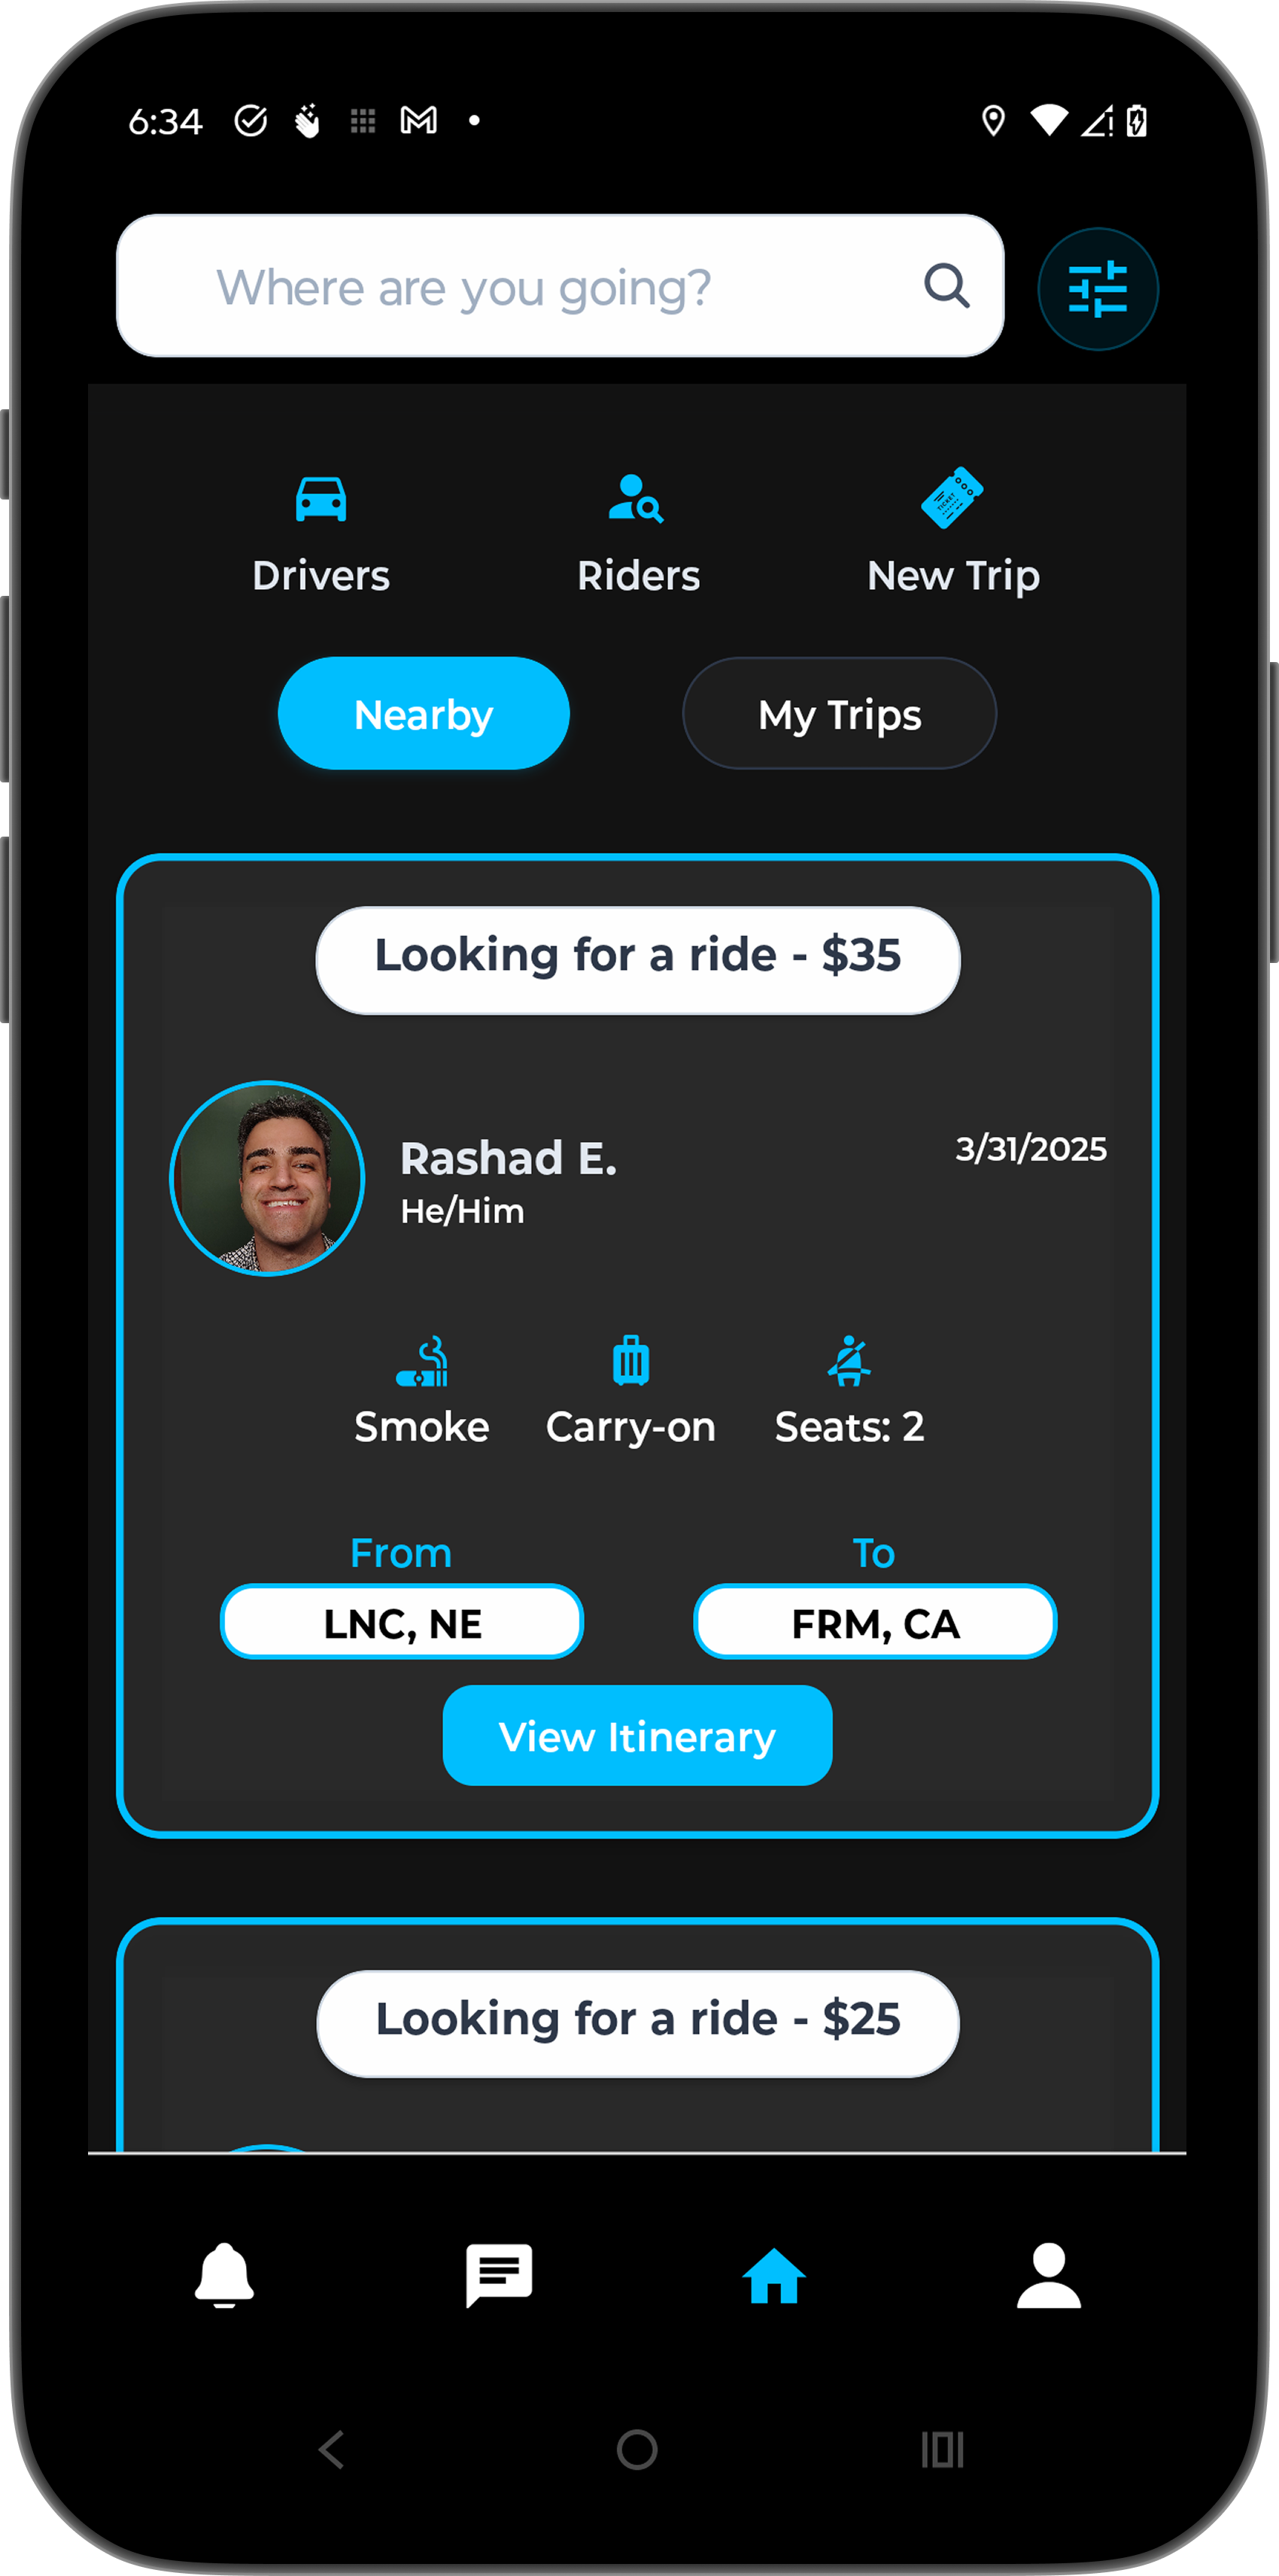 6:34
Where are you going?
Drivers
Riders
New Trip
TICKET
Nearby
My Trips
Looking for a ride - $35
Rashad E.
3/31/2025
He/Him
Smoke
Carry-on
Seats: 2
From
To
LNC, NE
FRM, CA
View Itinerary
Looking for a ride - $25